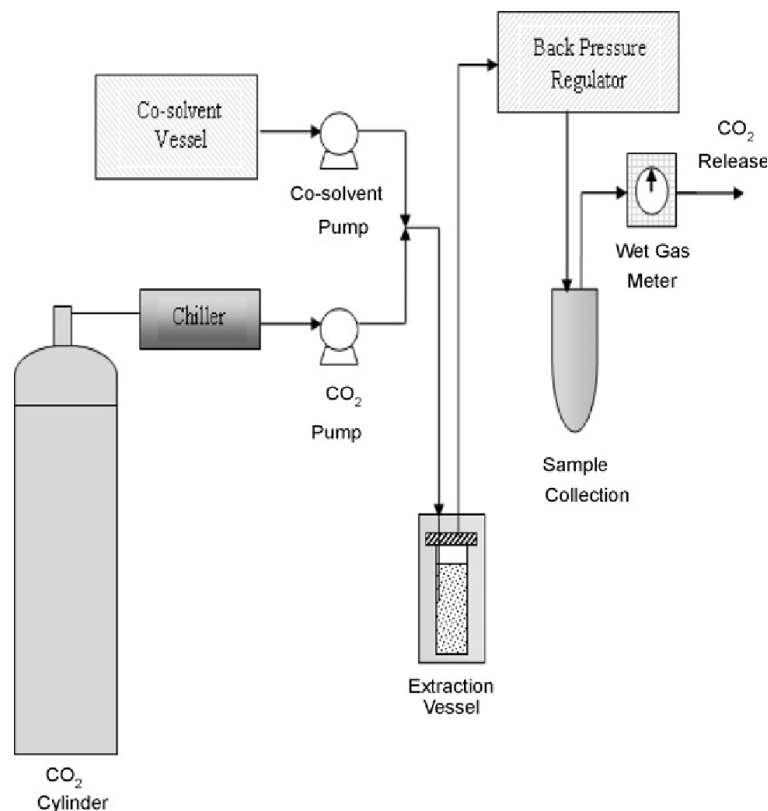 Back Pressure
Regulator
Co-solvent
Vessel
CO₂
Release
Co-solvent
Pump
Wet Gas
Meter
Chiller
CO₂
Pump
Sample
Collection
Extraction
Vessel
CO₂
Cylinder